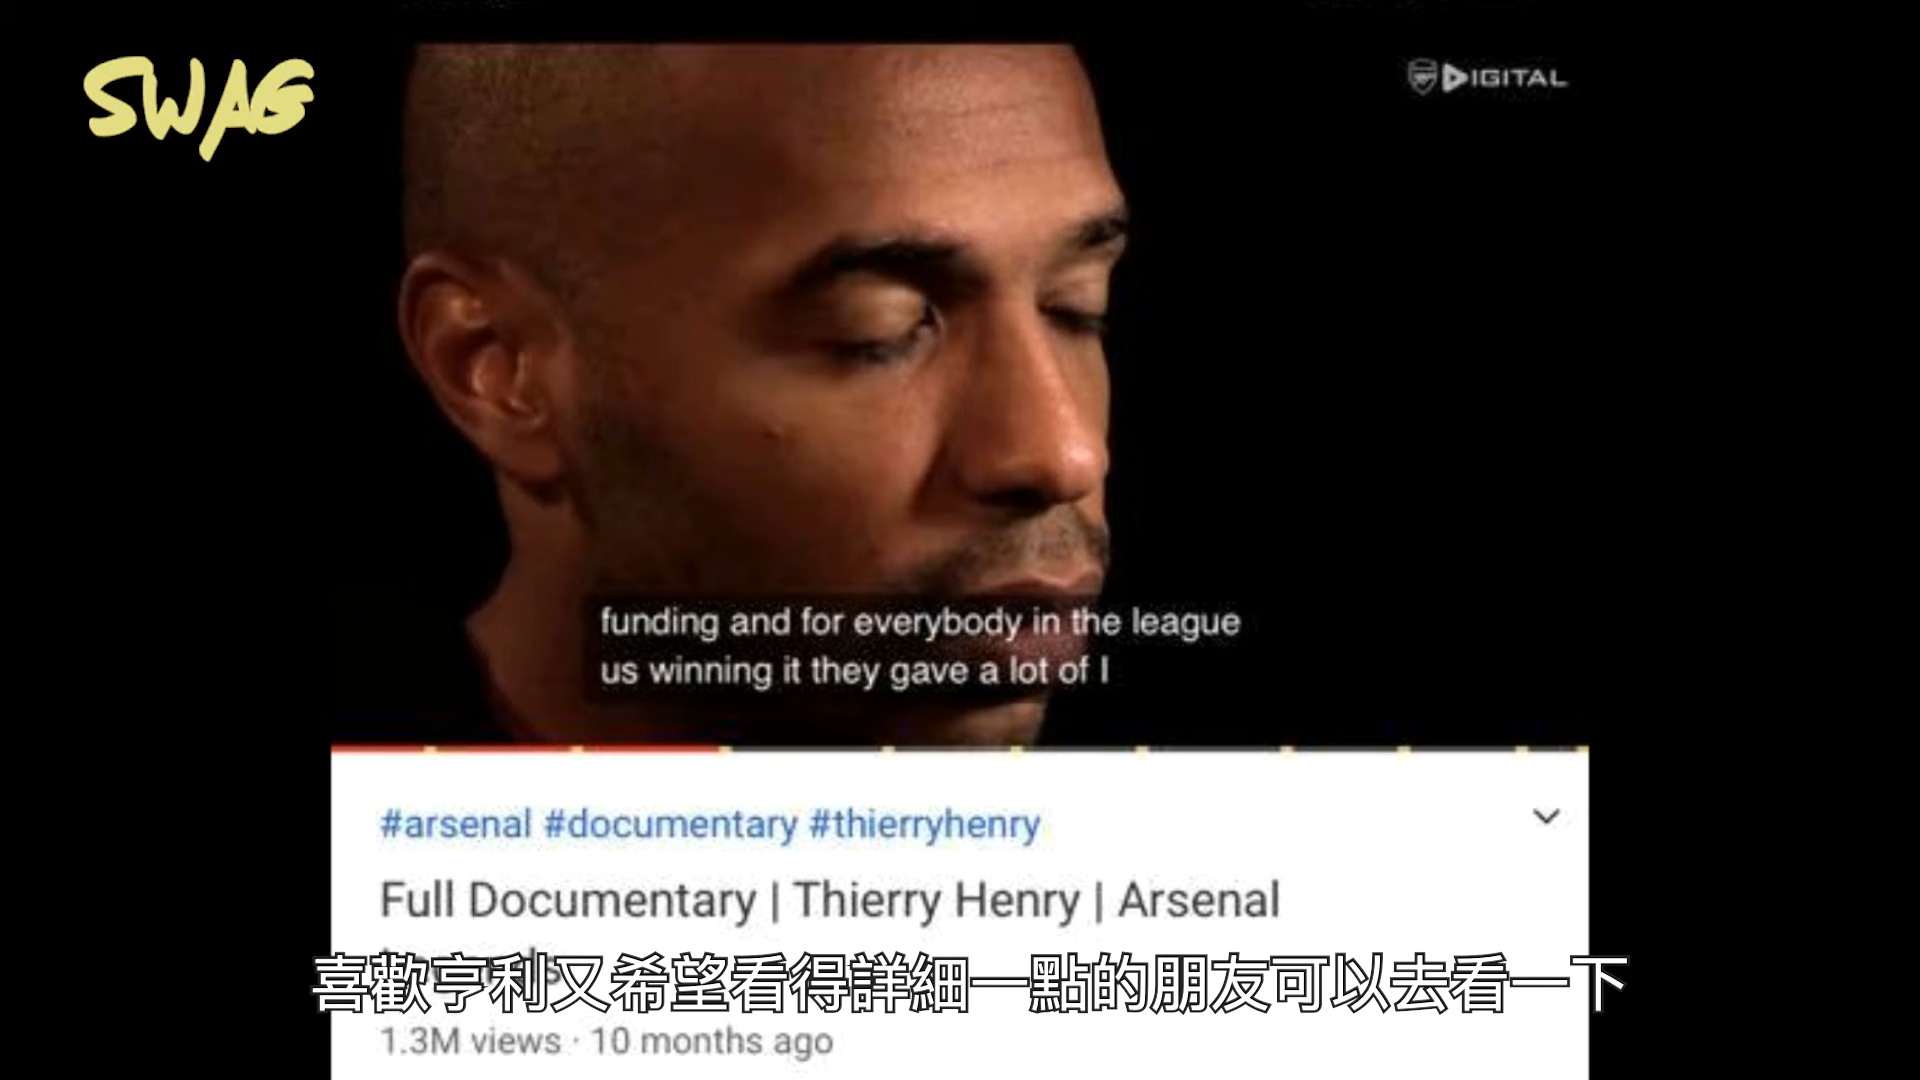 SWAG
DIGITAL
funding and for everybody in the league
us winning it they gave a lot of I
#arsenal #documentary #thierryhenry
Full Documentary | Thierry Henry | Arsenal
喜歡亨利又希望看得詳細一點的朋友可以去看一下
1.3M views · 10 months ago